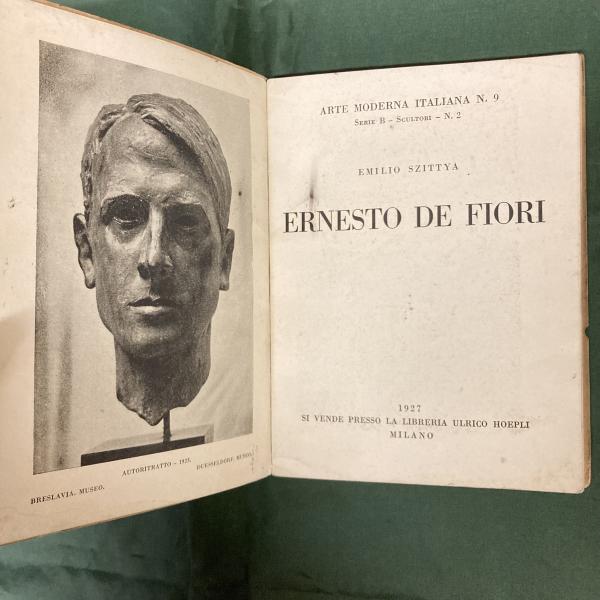 AUTORITRATTO – 1925.
BRESLAVIA. MUSEO.
DUESSELDORF. MUSEO.
ARTE MODERNA ITALIANA N. 9
SERIE B – SCULTORI – N. 2
EMILIO SZITTYA
ERNESTO DE FIORI
1927
SI VENDE PRESSO LA LIBRERIA ULRICO HOEPLI
MILANO